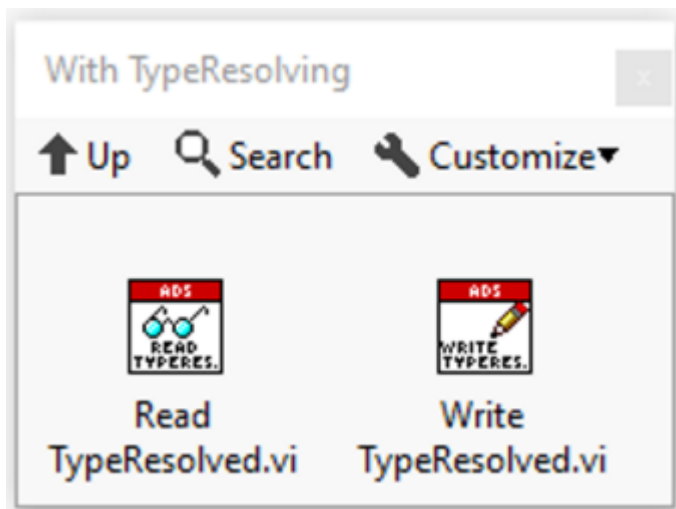 With TypeResolving
x
Up Search Customize
ADS
READ
TYPERES.
ADS
WRITE
TYPERES.
Read
TypeResolved.vi
Write
TypeResolved.vi